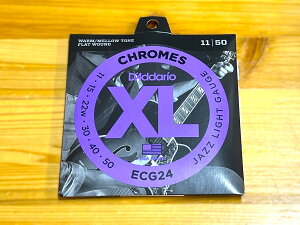 WARM/MELLOW TONE
FLAT WOUND
11 | 50
CHROMES
D'Addario
XL
11 · 15 · 22W · 30 · 40 · 50
JAZZ LIGHT GAUGE
ECG24